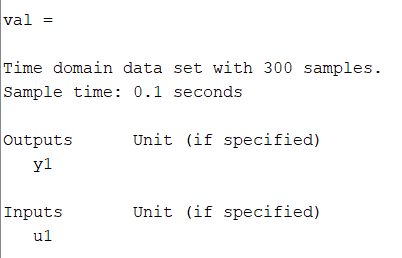 val =
Time domain data set with 300 samples.
Sample time: 0.1 seconds
Outputs Unit (if specified)
y1
Inputs Unit (if specified)
u1